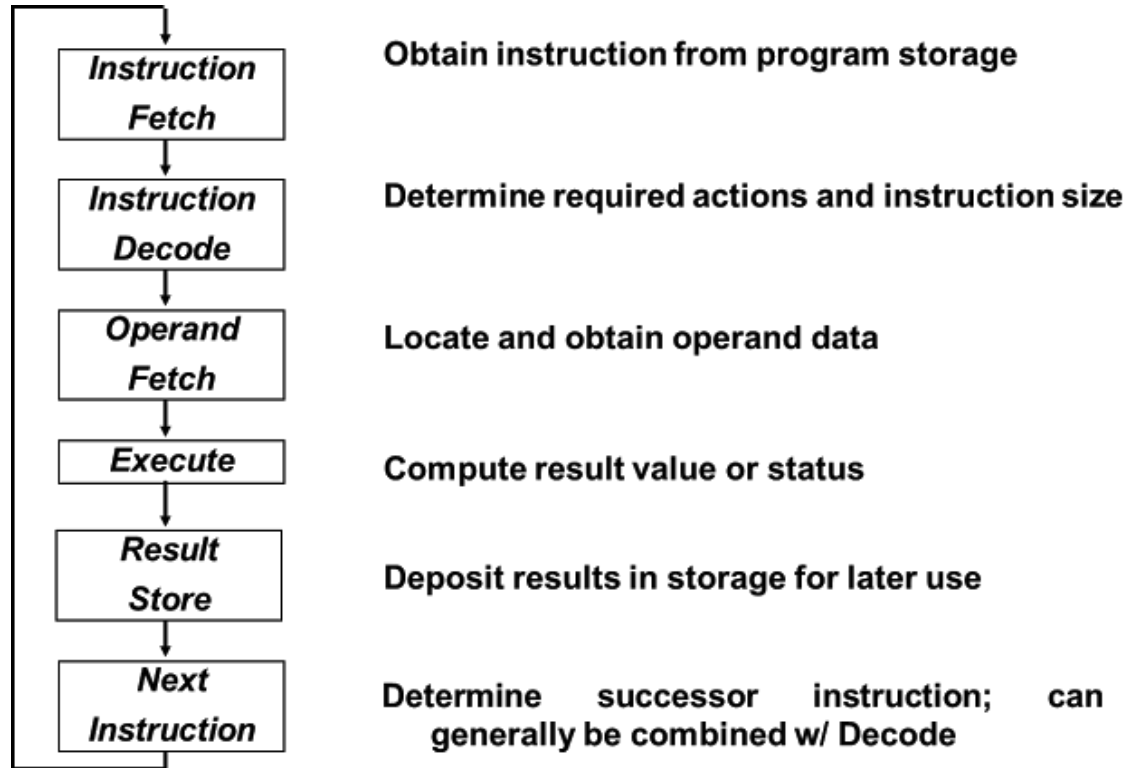 Instruction
Fetch
Obtain instruction from program storage
Instruction
Decode
Determine required actions and instruction size
Operand
Fetch
Locate and obtain operand data
Execute
Compute result value or status
Result
Store
Deposit results in storage for later use
Next
Instruction
Determine successor instruction; can
generally be combined w/ Decode